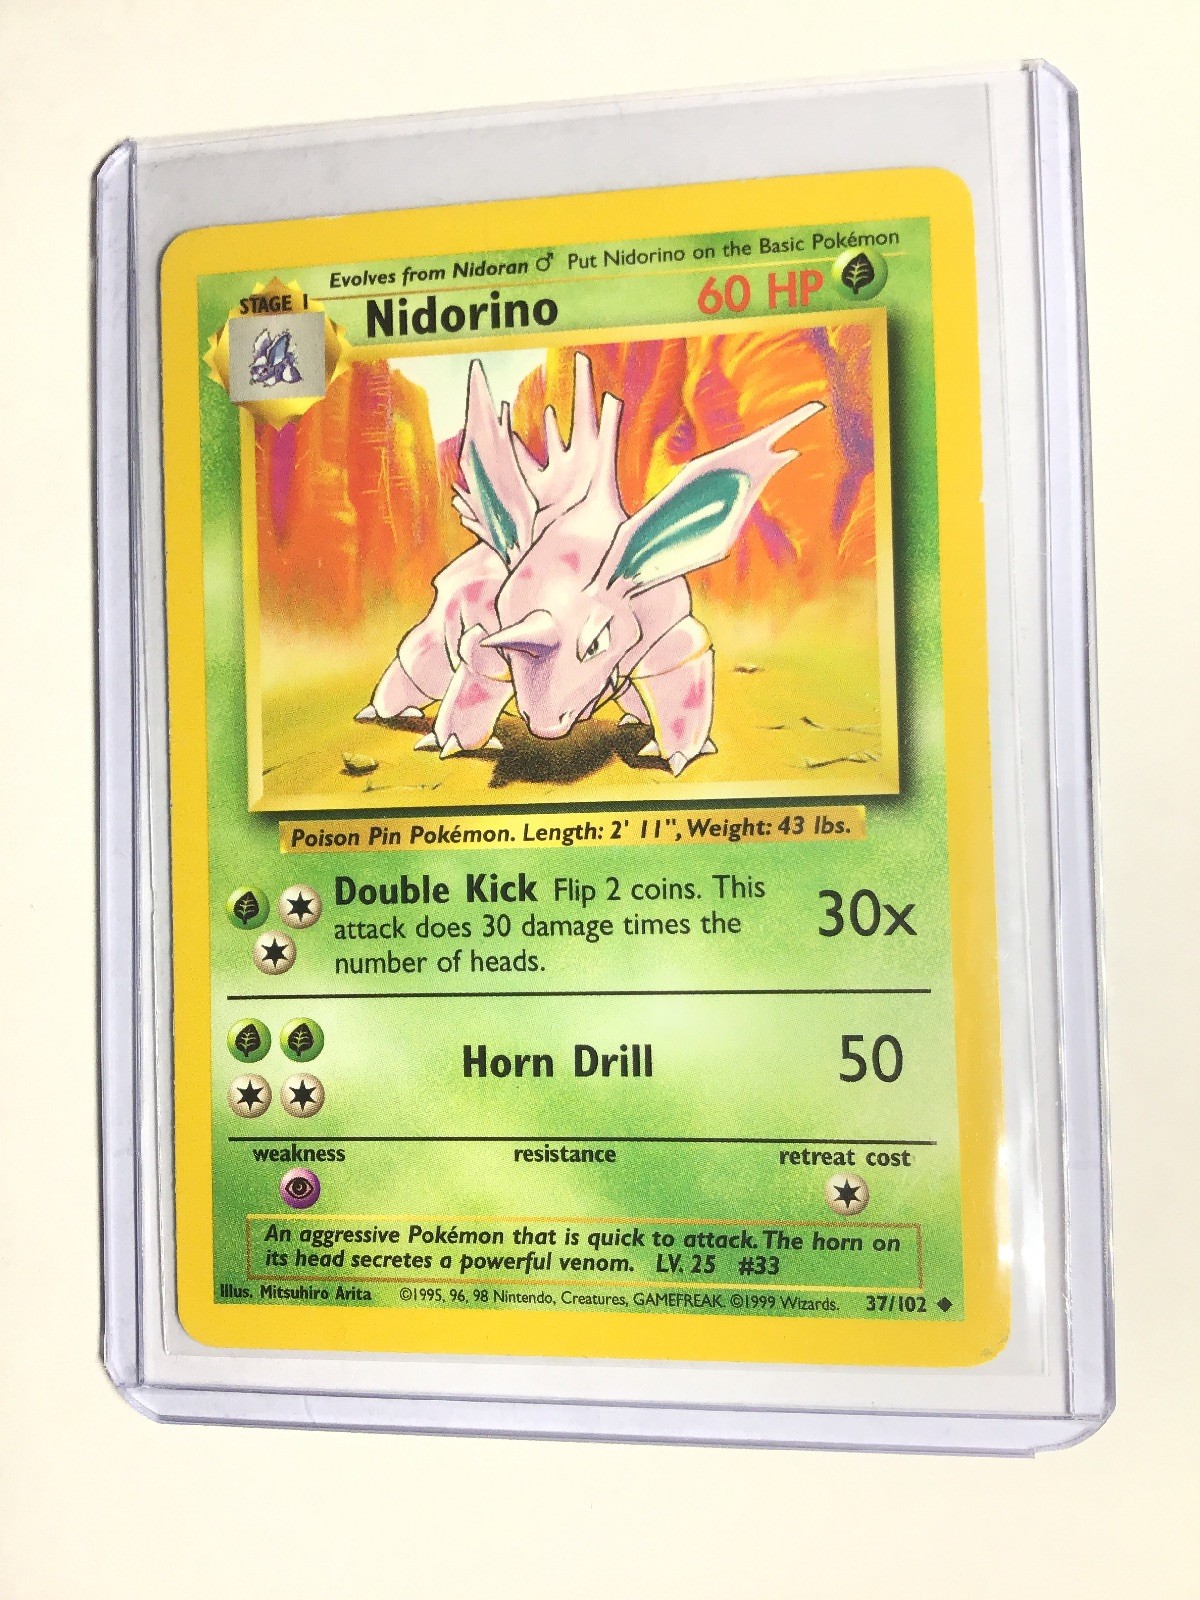 Evolves from Nidoran ♂ Put Nidorino on the Basic Pokémon
STAGE 1
Nidorino
60 HP
Poison Pin Pokémon. Length: 2' 11", Weight: 43 lbs.
Double Kick Flip 2 coins. This
attack does 30 damage times the
number of heads.
30x
Horn Drill
50
weakness resistance retreat cost
An aggressive Pokémon that is quick to attack. The horn on
its head secretes a powerful venom. LV. 25 #33
Illus. Mitsuhiro Arita ©1995, 96, 98 Nintendo, Creatures, GAMEFREAK. ©1999 Wizards. 37/102 ◆